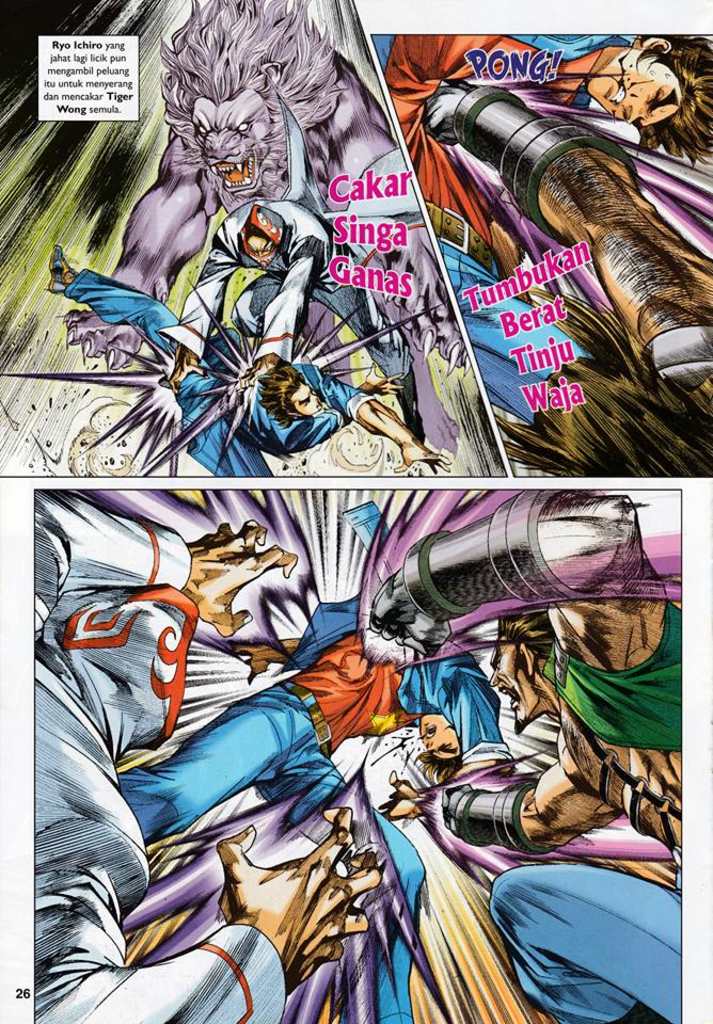 Ryo Ichiro yang
jahat lagi licik pun
mengambil peluang
itu untuk menyerang
dan mencakar Tiger
Wong semula.
PONG!
Cakar
Singa
Ganas
Tumbukan
Berat
Tinju
Waja
26